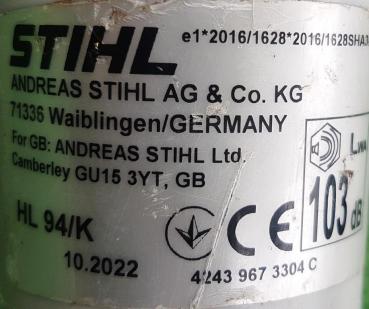 STIHL
e1*2016/1628*2016/1628SHA
ANDREAS STIHL AG & Co. KG
71336 Waiblingen/GERMANY
For GB: ANDREAS STIHL Ltd.
Camberley GU15 3YT, GB
HL 94/K
10.2022
CE
4243 967 3304 C
LWA
103
dB